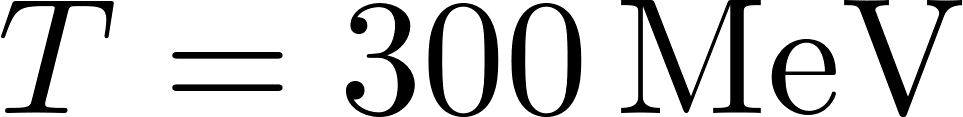 T = 300 MeV